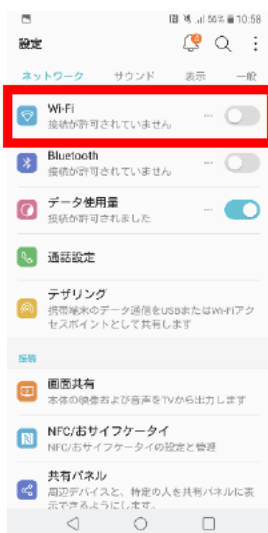 56% 10:58
設定
ネットワーク サウンド 表示 一般
Wi-Fi
接続が許可されていません
Bluetooth
接続が許可されていません
データ使用量
接続が許可されました
通話設定
テザリング
携帯端末のデータ通信をUSBまたはWi-Fiアク
セスポイントとして共有します
接続
画面共有
本体の映像および音声をTVから出力します
NFC/おサイフケータイ
NFC/おサイフケータイの設定と管理
共有パネル
周辺デバイスと、特定の人を共有パネルに表
示できるようにします。